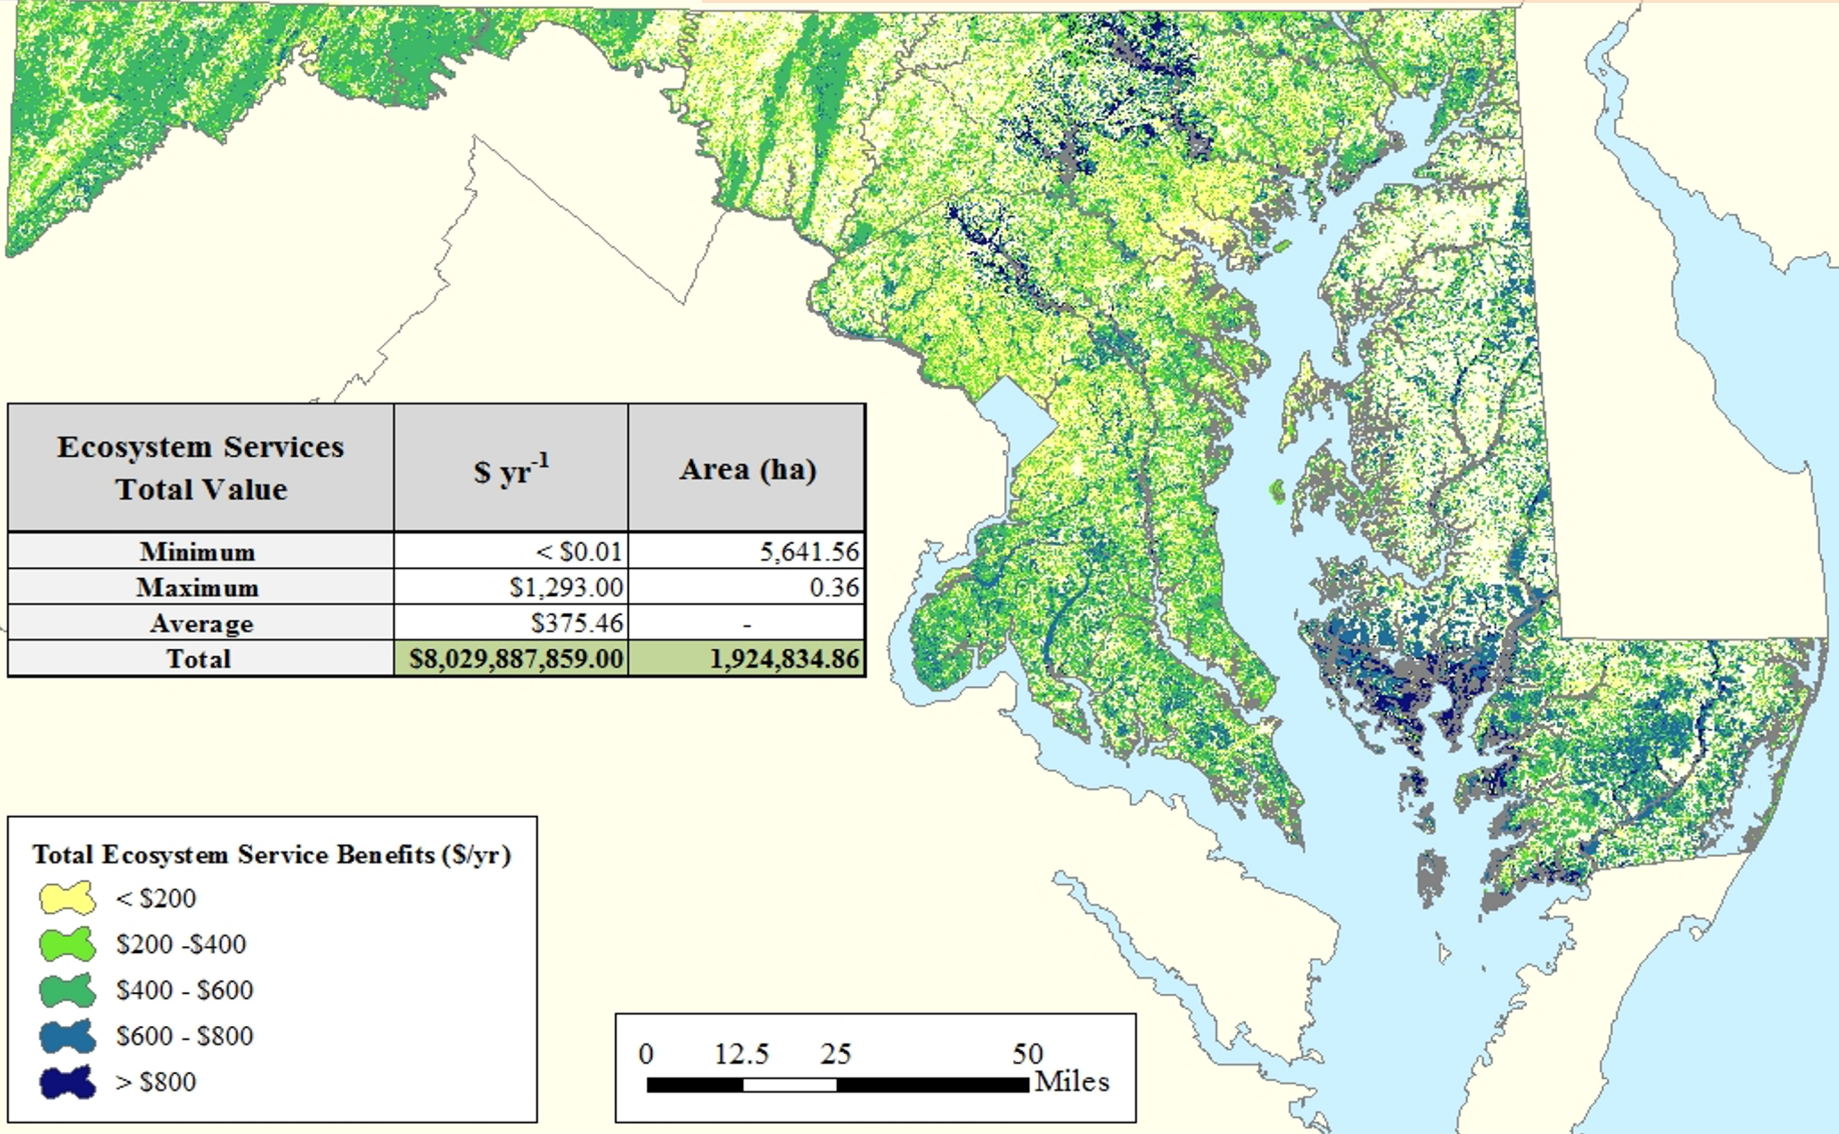 Ecosystem Services
Total Value
$ yr-1
Area (ha)
Minimum
< $0.01
5,641.56
Maximum
$1,293.00
0.36
Average
$375.46
-
Total
$8,029,887,859.00
1,924,834.86
Total Ecosystem Service Benefits ($/yr)
< $200
$200 -$400
$400 - $600
$600 - $800
> $800
0 12.5 25 50
Miles